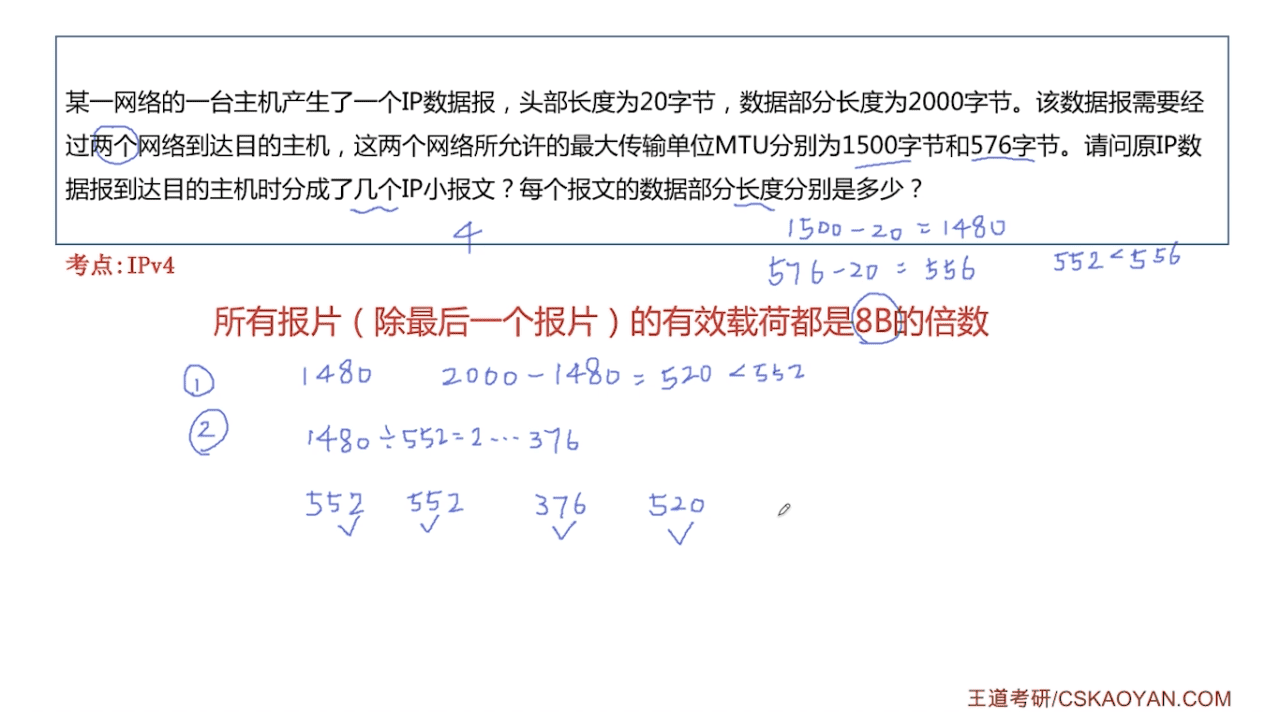 某一网络的一台主机产生了一个IP数据报，头部长度为20字节，数据部分长度为2000字节。该数据报需要经
过两个网络到达目的主机，这两个网络所允许的最大传输单位MTU分别为1500字节和576字节。请问原IP数
据报到达目的主机时分成了几个IP小报文？每个报文的数据部分长度分别是多少？
4
1500-20=1480
考点:IPv4
576-20=556
552<556
所有报片（除最后一个报片）的有效载荷都是8B的倍数
① 1480 2000-1480=520<552
② 1480÷552=2…376
552 552 376 520
王道考研/CSKAOYAN.COM